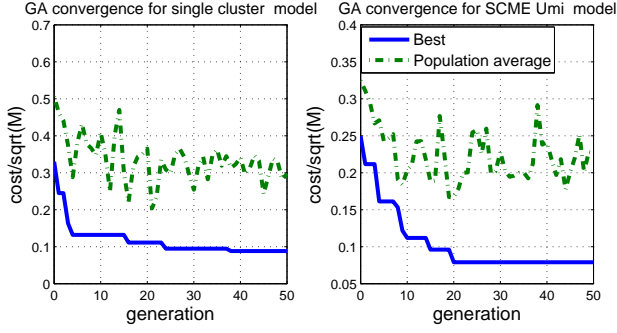 GA convergence for single cluster model
0.7
0.6
0.5
0.4
0.3
0.2
0.1
0
0 10 20 30 40 50
cost/sqrt(M)
generation
GA convergence for SCME Umi model
0.4
0.35
0.3
0.25
0.2
0.15
0.1
0.05
0 10 20 30 40 50
cost/sqrt(M)
generation
Best
Population average